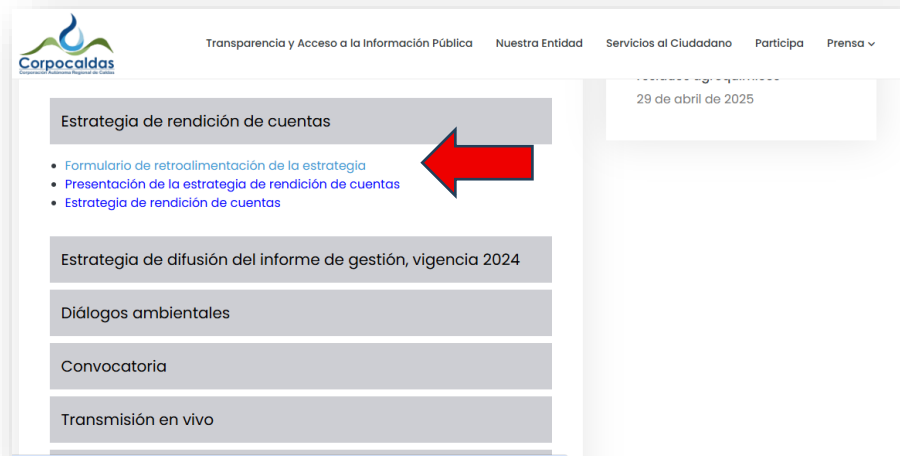 Corpocaldas
Corporación Autónoma Regional de Caldas
Transparencia y Acceso a la Información Pública
Nuestra Entidad
Servicios al Ciudadano
Participa
Prensa
29 de abril de 2025
Estrategia de rendición de cuentas
Formulario de retroalimentación de la estrategia
Presentación de la estrategia de rendición de cuentas
Estrategia de rendición de cuentas
Estrategia de difusión del informe de gestión, vigencia 2024
Diálogos ambientales
Convocatoria
Transmisión en vivo